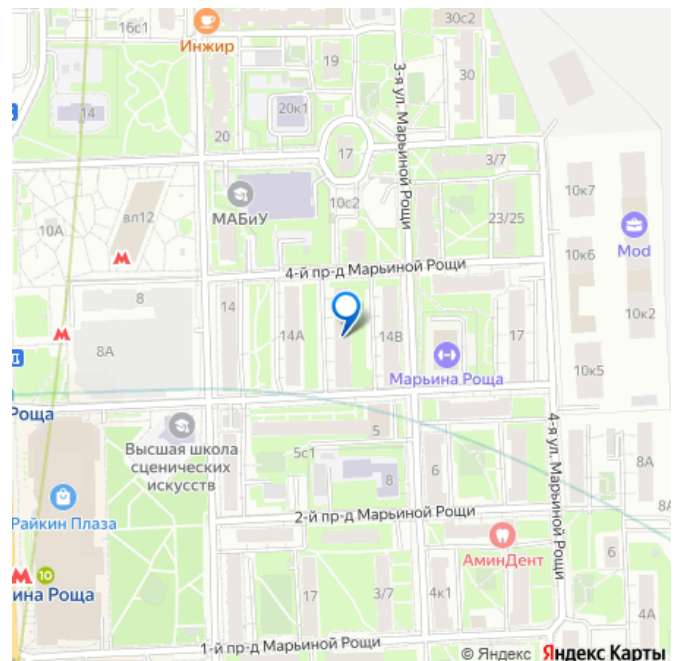 30с2
16с1
Инжир
19
30
3-я ул. Марьиной Рощи
14
20к1
20
17
3/7
МАБиУ
10с2
10к7
вл12
10А
23/25
Mod
10к6
4-й пр-д Марьиной Рощи
8
14
14А
14В
17
10к2
8А
Марьина Роща
10к5
Роща
4-я ул. Марьиной Рощи
5
Высшая школа
сценических
искусств
5с1
8
6
8А
8А
Райкин Плаза
2-й пр-д Марьиной Рощи
АминДент
6
10
ина Роща
17
3/7
4к1
4А
1-й пр-д Марьиной Рощи
© Яндекс Яндекс Карты